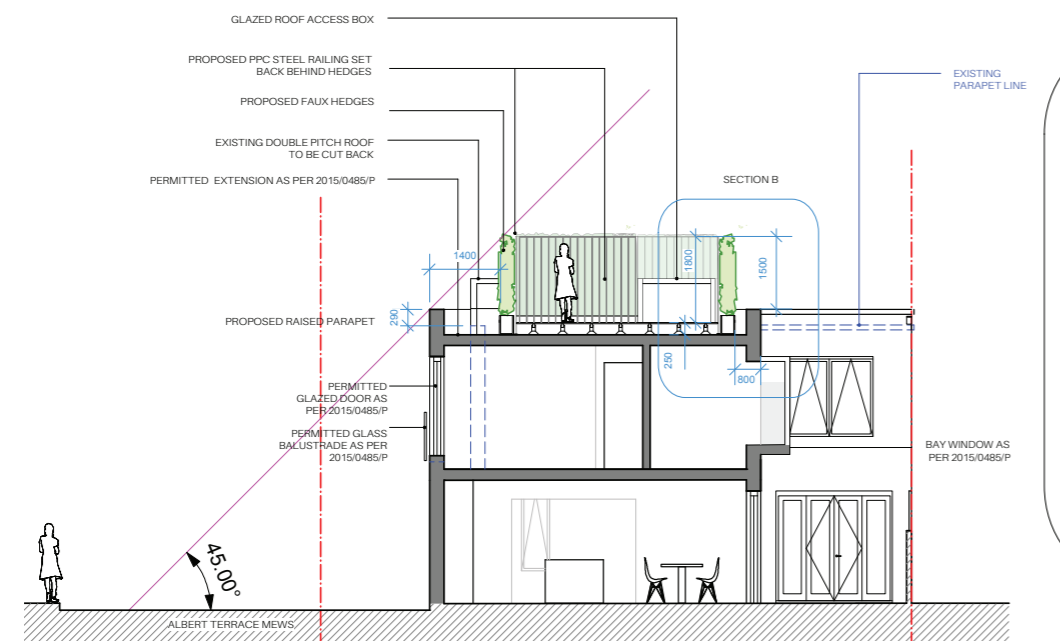 GLAZED ROOF ACCESS BOX
PROPOSED PPC STEEL RAILING SET
BACK BEHIND HEDGES
EXISTING
PARAPET LINE
PROPOSED FAUX HEDGES
EXISTING DOUBLE PITCH ROOF
TO BE CUT BACK
PERMITTED EXTENSION AS PER 2015/0485/P
SECTION B
1400
1800
1500
290
PROPOSED RAISED PARAPET
250
800
PERMITTED
GLAZED DOOR AS
PER 2015/0485/P
PERMITTED GLASS
BALUSTRADE AS PER
2015/0485/P
BAY WINDOW AS
PER 2015/0485/P
45.00°
ALBERT TERRACE MEWS